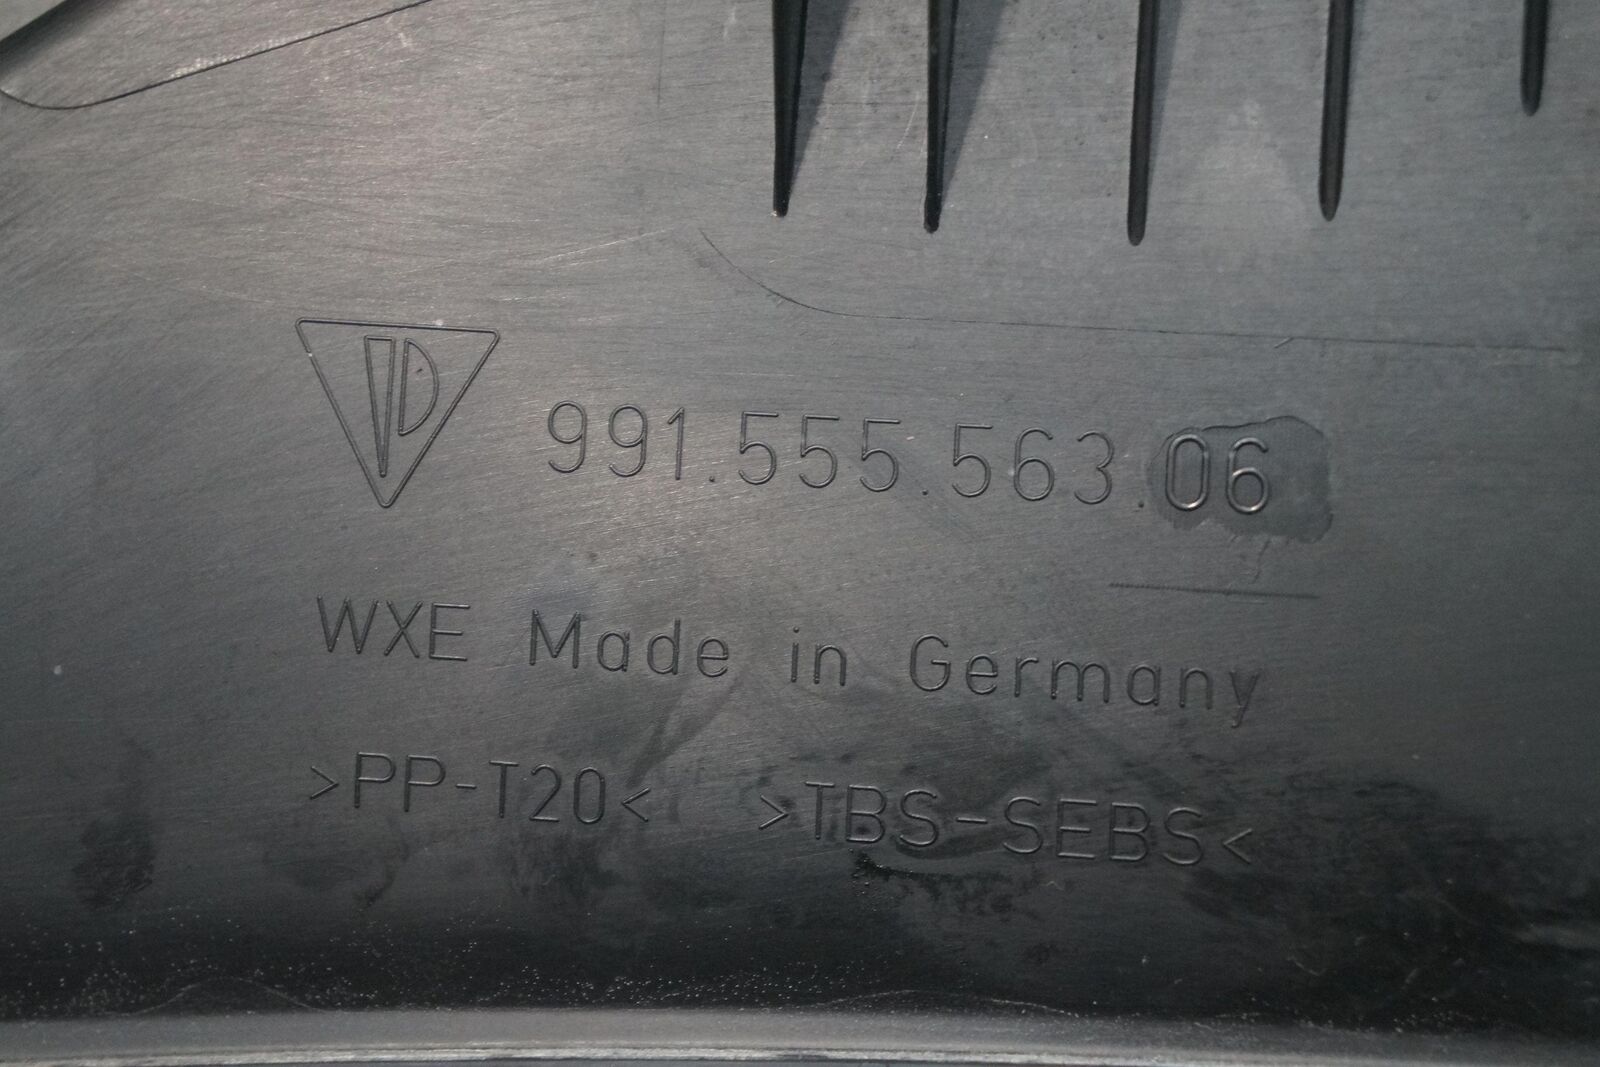 991.555.563.06
WXE Made in Germany
>PP-T20< >TBS-SEBS<